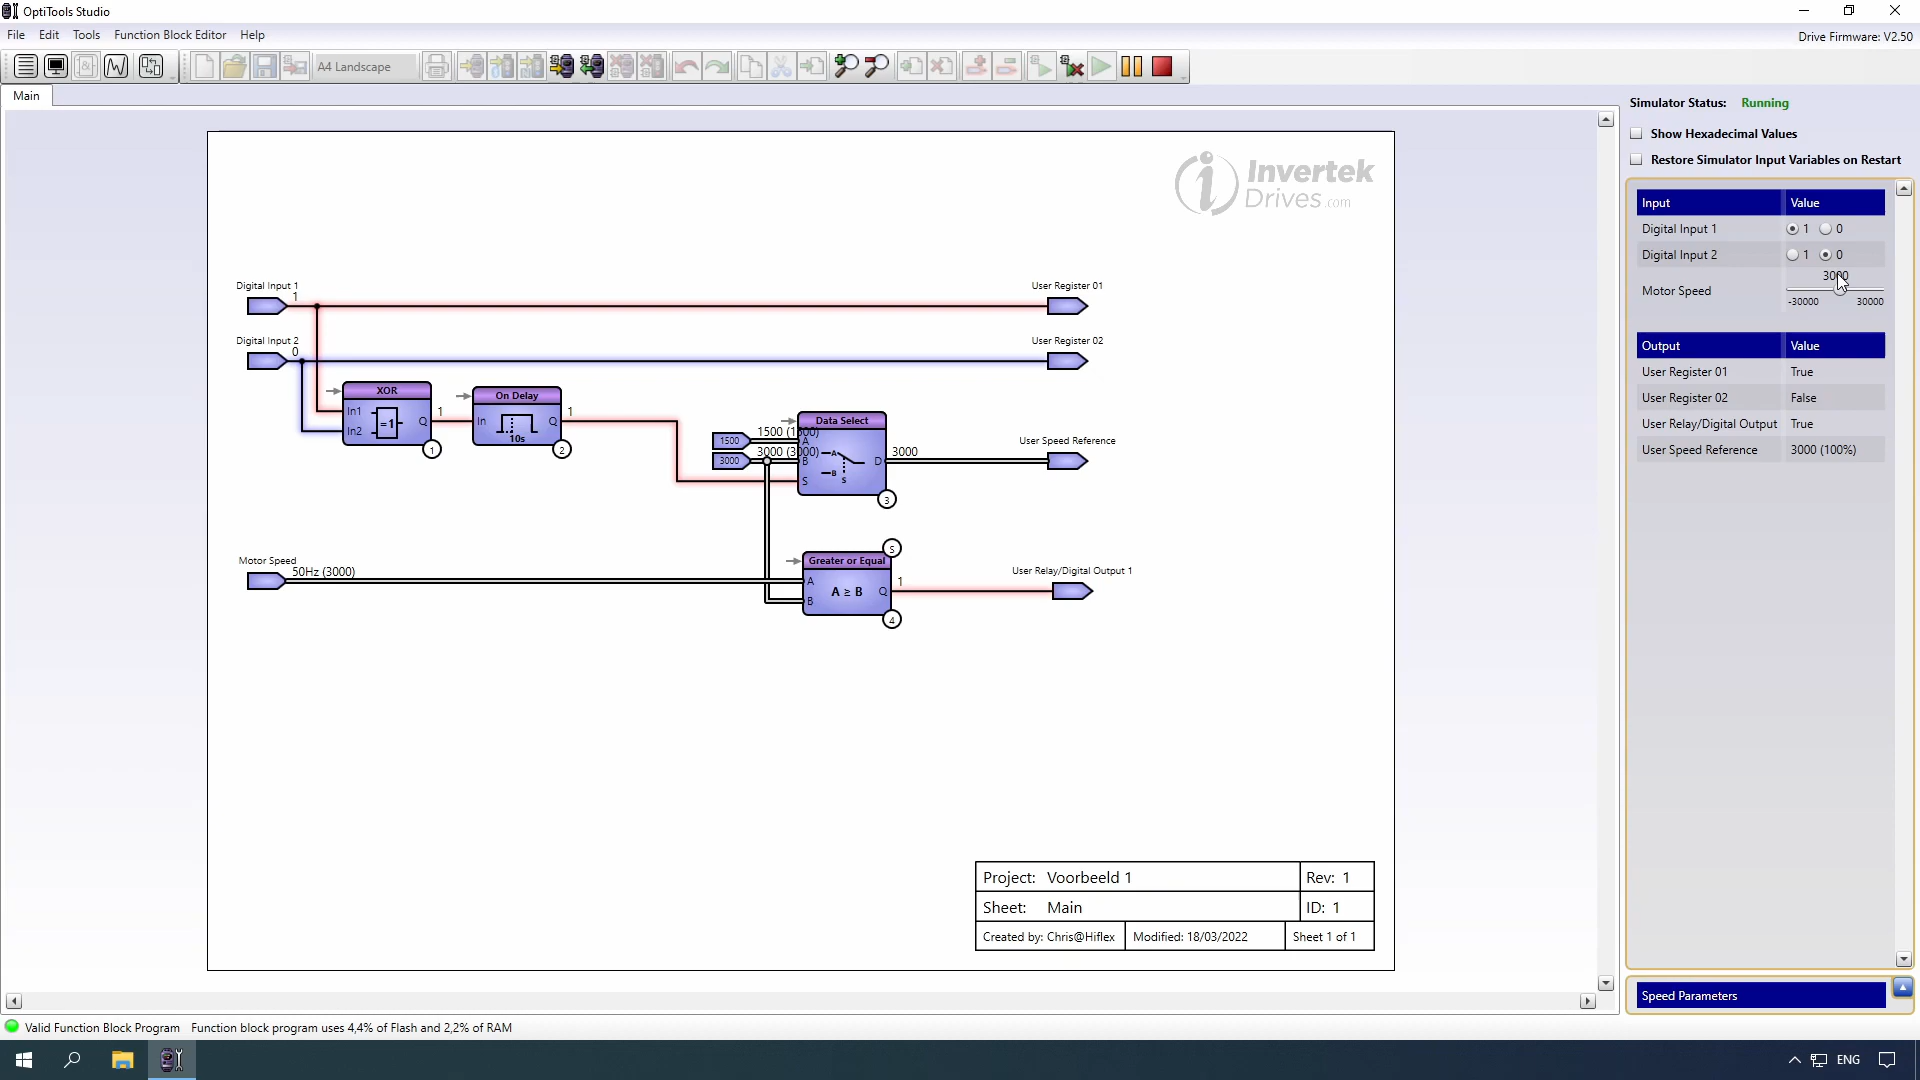 OptiTools Studio
File Edit Tools Function Block Editor Help
Drive Firmware: V2.50
A4 Landscape
Main
Simulator Status: Running
Show Hexadecimal Values
Restore Simulator Input Variables on Restart
Invertek
Drives.com
Input Value
Digital Input 1 1 0
Digital Input 2 1 0
3000
Motor Speed
-30000 30000
Output Value
User Register 01 True
User Register 02 False
User Relay/Digital Output True
User Speed Reference 3000 (100%)
Digital Input 1
1
User Register 01
Digital Input 2
0
User Register 02
XOR
In1
In2
=1
Q
1
1
On Delay
In
Q
10s
1
2
Data Select
1500
1500 (1500)
A
3000
3000 (3000)
B
S
A
B
S
D
3000
3
User Speed Reference
Motor Speed
50Hz (3000)
S
Greater or Equal
A
B
A ≥ B
Q
1
4
User Relay/Digital Output 1
Project: Voorbeeld 1 Rev: 1
Sheet: Main ID: 1
Created by: Chris@Hiflex Modified: 18/03/2022 Sheet 1 of 1
Speed Parameters
Valid Function Block Program Function block program uses 4,4% of Flash and 2,2% of RAM
ENG